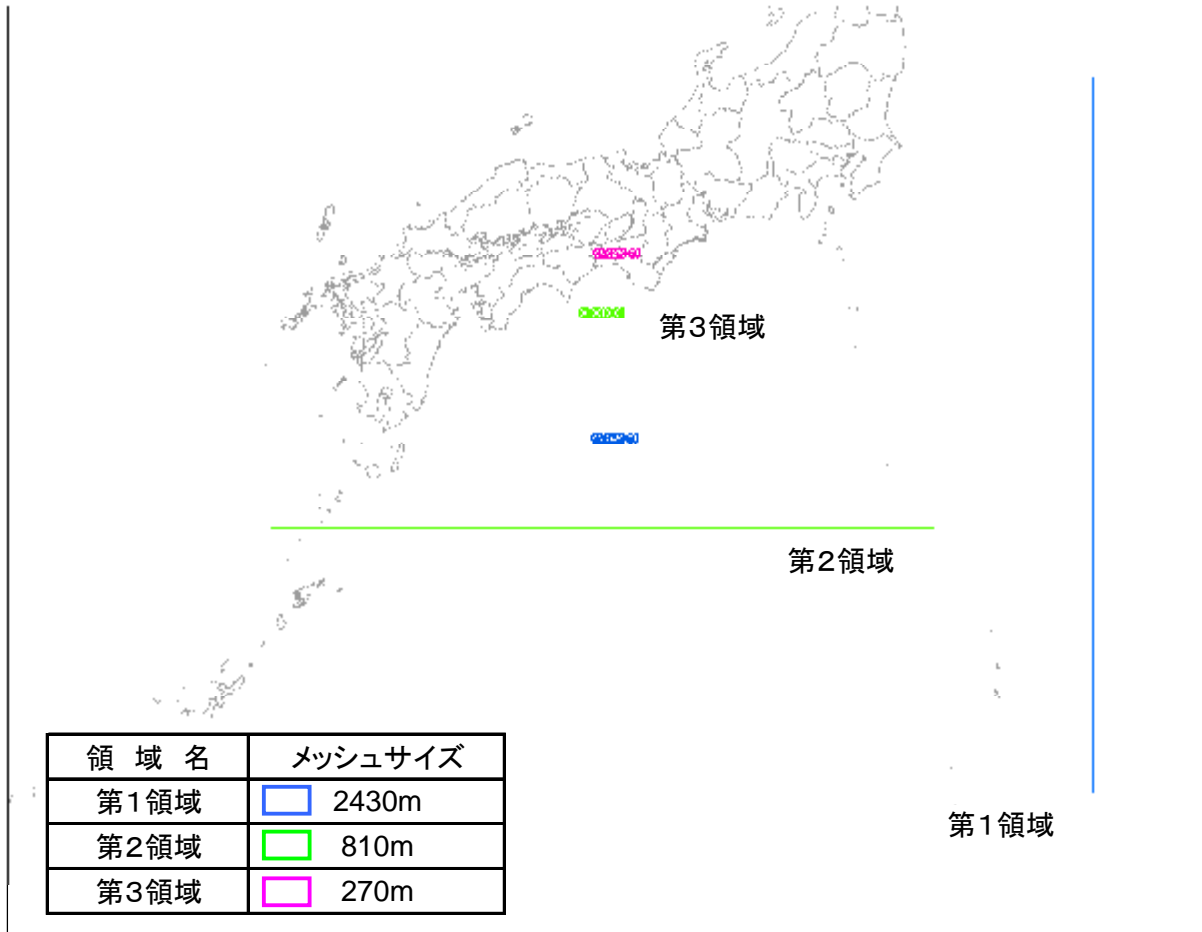 第３領域
第２領域
第１領域
領 域 名 メッシュサイズ
第１領域 2430m
第２領域 810m
第３領域 270m